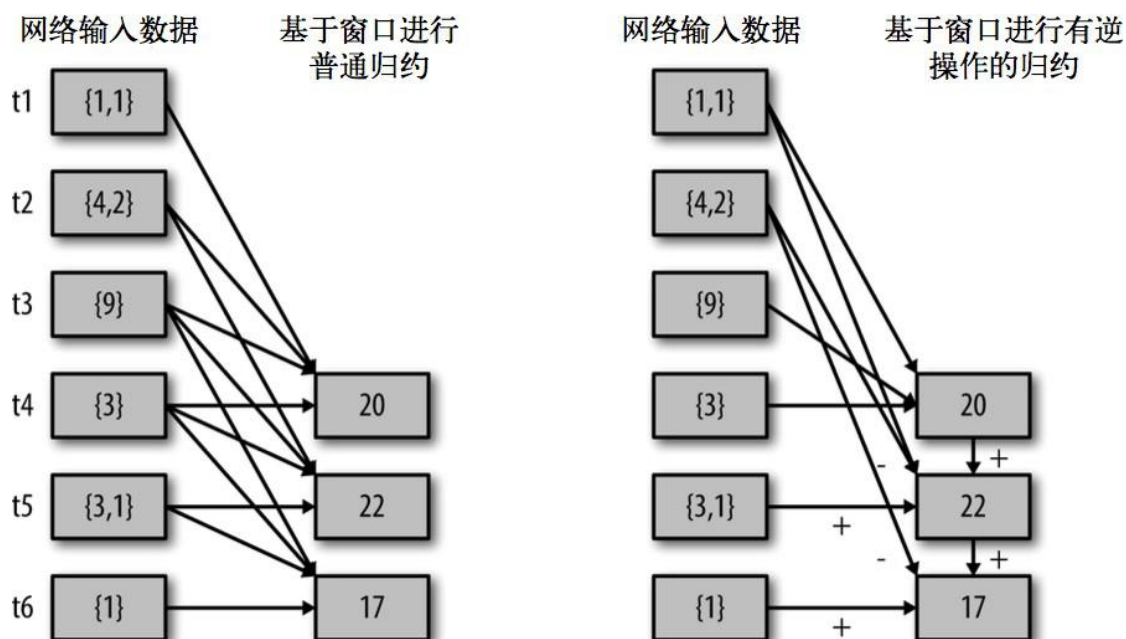 网络输入数据
基于窗口进行
普通归约
t1
{1,1}
t2
{4,2}
t3
{9}
t4
{3}
20
t5
{3,1}
22
t6
{1}
17
网络输入数据
基于窗口进行有逆
操作的归约
{1,1}
{4,2}
{9}
{3}
20
-
+
{3,1}
+
22
-
+
{1}
+
17